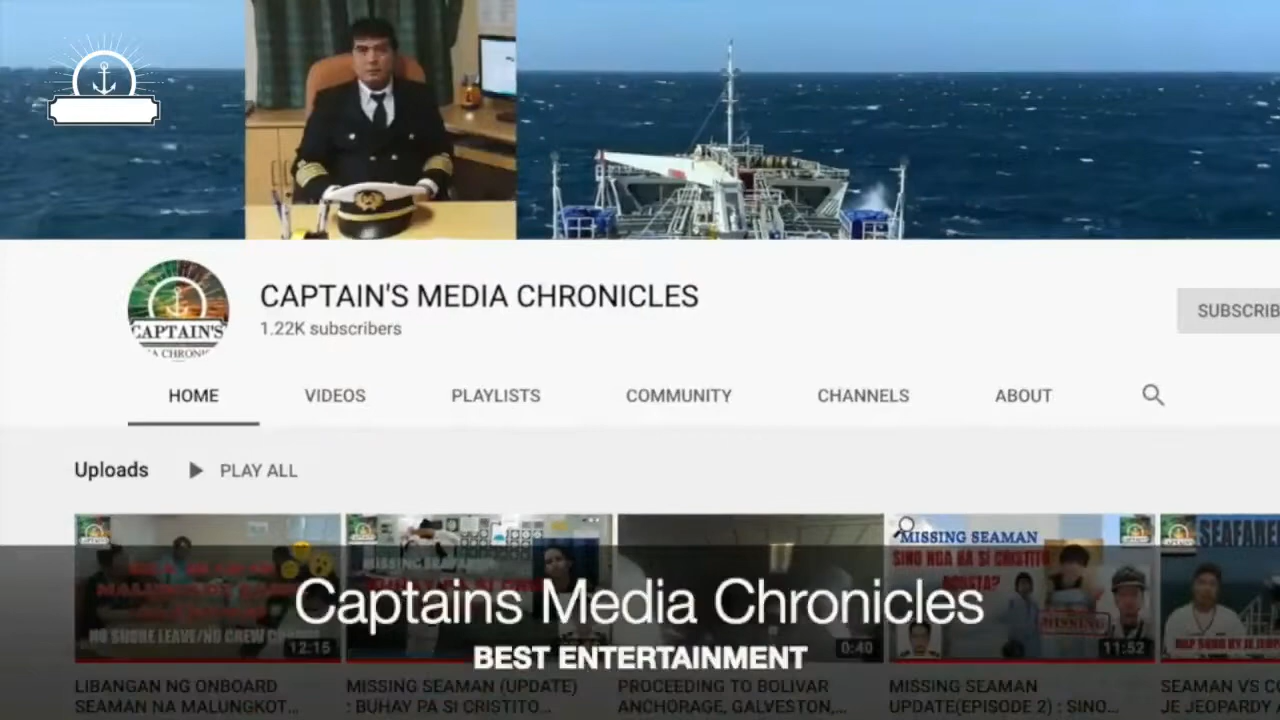 CAPTAIN'S MEDIA CHRONICLES
1.22K subscribers
SUBSCRIB
CAPTAIN'S
HOME
VIDEOS
PLAYLISTS
COMMUNITY
CHANNELS
ABOUT
Uploads
PLAY ALL
MISSING SEAMAN
SEAFARE
SINO NGA BA SI CRISTITO
MISSING
NO SHORE LEAVE/NO CREW
12:15
0:40
11:52
Captains Media Chronicles
BEST ENTERTAINMENT
LIBANGAN NG ONBOARD
SEAMAN NA MALUNGKOT...
MISSING SEAMAN (UPDATE)
: BUHAY PA SI CRISTITO...
PROCEEDING TO BOLIVAR
ANCHORAGE, GALVESTON,...
MISSING SEAMAN
UPDATE(EPISODE 2) : SINO...
SEAMAN VS CO
JE JEOPARDY /